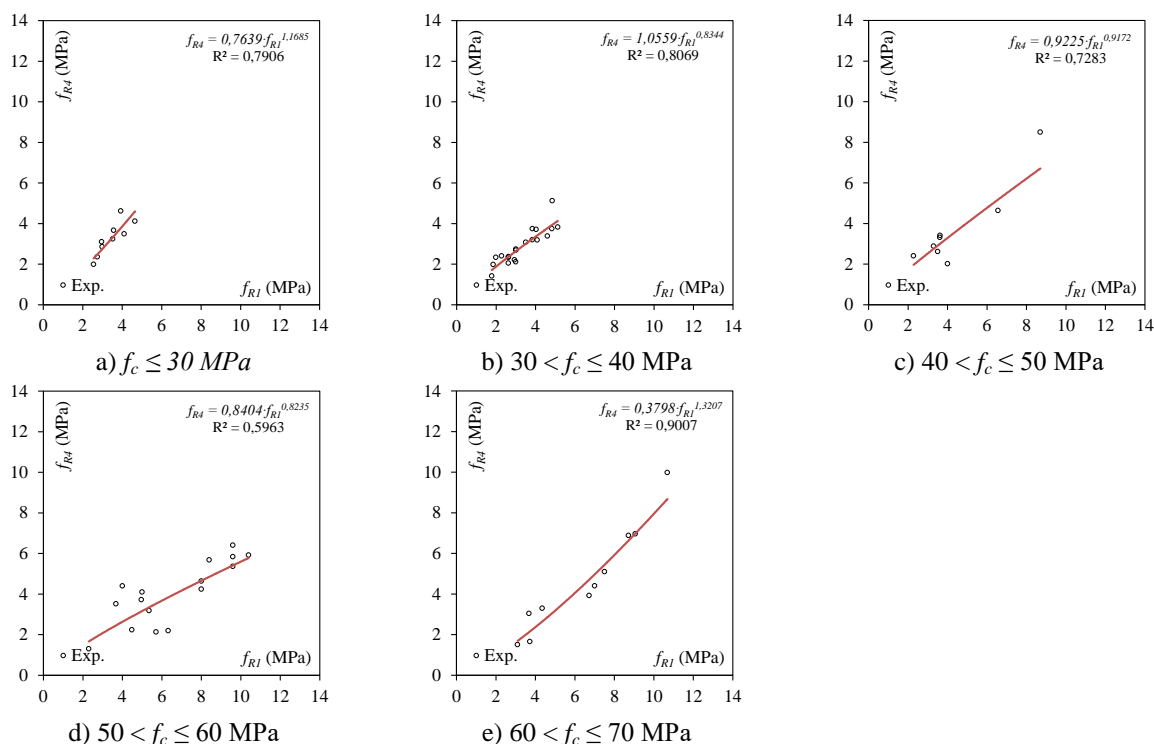 14
12
10
8
6
4
2
0
f_R4 (MPa)
f_R4 = 0,7639·f_R1^1,1685
R² = 0,7906
Exp.
f_R1 (MPa)
0 2 4 6 8 10 12 14
a) f_c ≤ 30 MPa
14
12
10
8
6
4
2
0
f_R4 (MPa)
f_R4 = 1,0559·f_R1^0,8344
R² = 0,8069
Exp.
f_R1 (MPa)
0 2 4 6 8 10 12 14
b) 30 < f_c ≤ 40 MPa
14
12
10
8
6
4
2
0
f_R4 (MPa)
f_R4 = 0,9225·f_R1^0,9172
R² = 0,7283
Exp.
f_R1 (MPa)
0 2 4 6 8 10 12 14
c) 40 < f_c ≤ 50 MPa
14
12
10
8
6
4
2
0
f_R4 (MPa)
f_R4 = 0,8404·f_R1^0,8235
R² = 0,5963
Exp.
f_R1 (MPa)
0 2 4 6 8 10 12 14
d) 50 < f_c ≤ 60 MPa
14
12
10
8
6
4
2
0
f_R4 (MPa)
f_R4 = 0,3798·f_R1^1,3207
R² = 0,9007
Exp.
f_R1 (MPa)
0 2 4 6 8 10 12 14
e) 60 < f_c ≤ 70 MPa